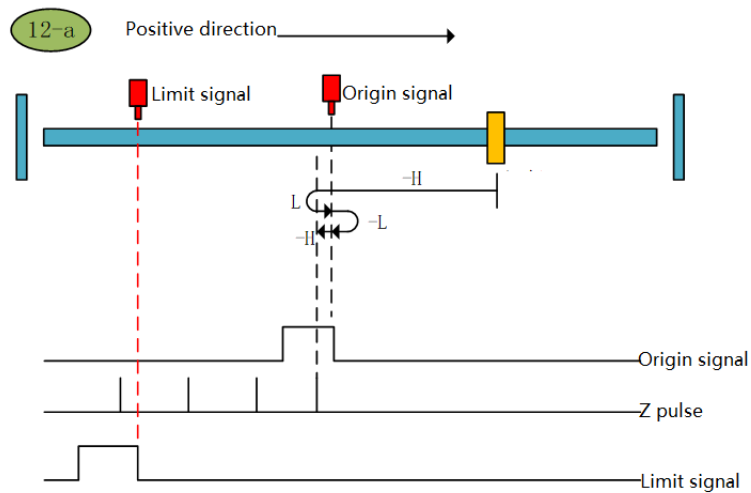 12-a
Positive direction
Limit signal
Origin signal
-H
L
-L
-H
Origin signal
Z pulse
Limit signal